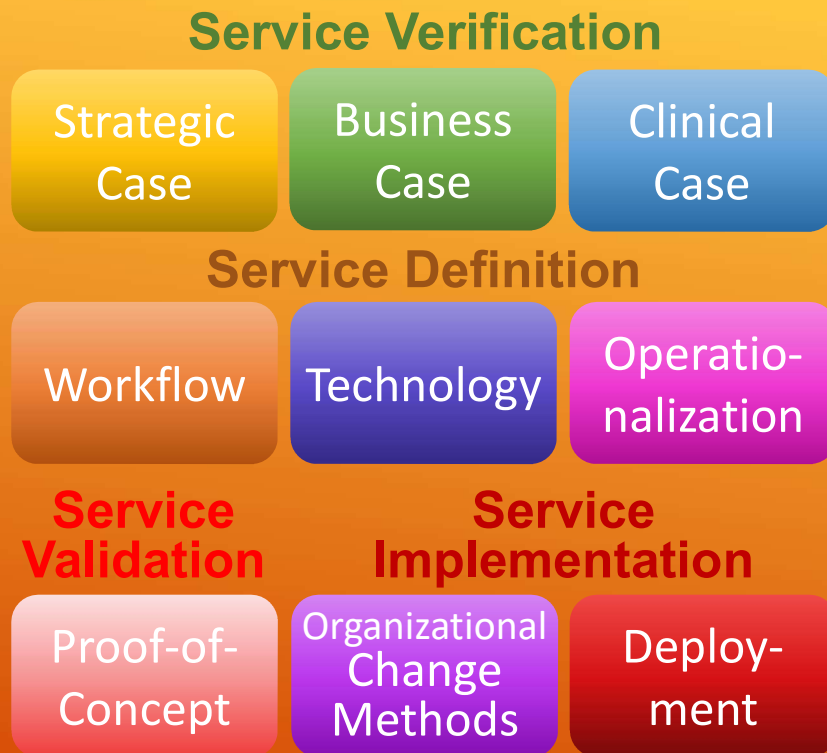 Service Verification
Strategic
Case
Business
Case
Clinical
Case
Service Definition
Workflow
Technology
Operatio-
nalization
Service
Validation
Service
Implementation
Proof-of-
Concept
Organizational
Change
Methods
Deploy-
ment